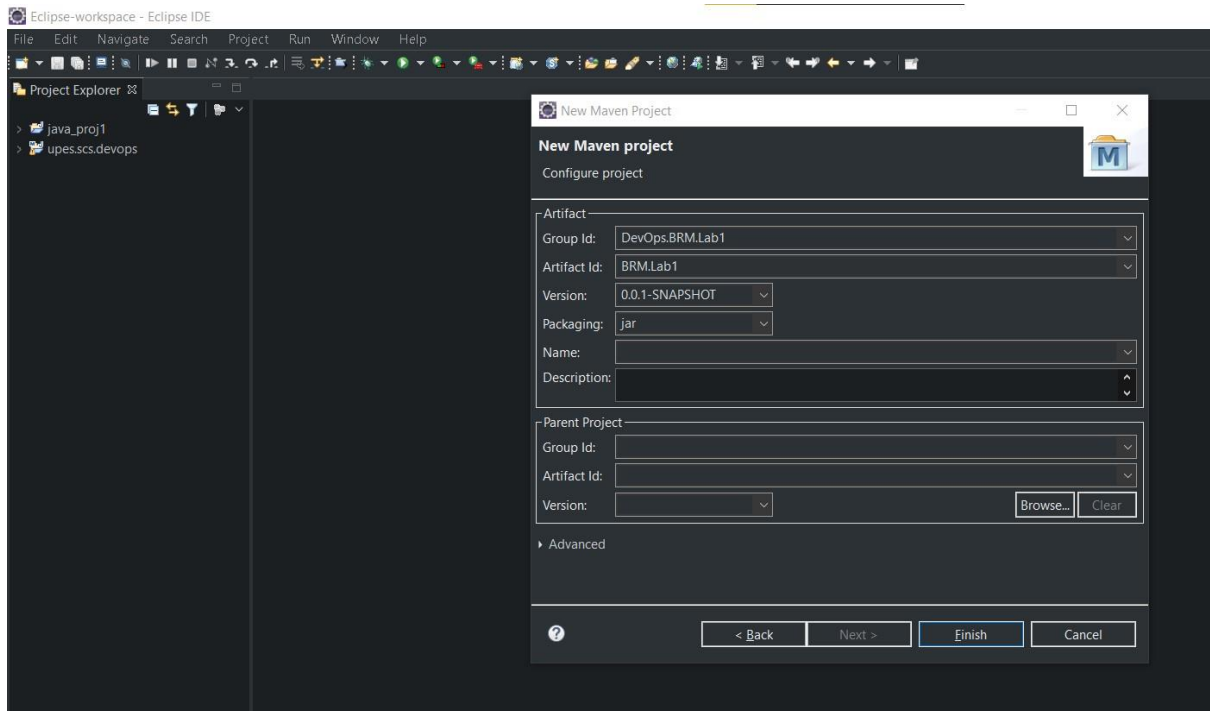 Eclipse-workspace - Eclipse IDE
File Edit Navigate Search Project Run Window Help
Project Explorer
java_proj1
upes.scs.devops
New Maven Project
New Maven project
Configure project
M
Artifact
Group Id: DevOps.BRM.Lab1
Artifact Id: BRM.Lab1
Version: 0.0.1-SNAPSHOT
Packaging: jar
Name:
Description:
Parent Project
Group Id:
Artifact Id:
Version: Browse... Clear
Advanced
? < Back Next > Finish Cancel